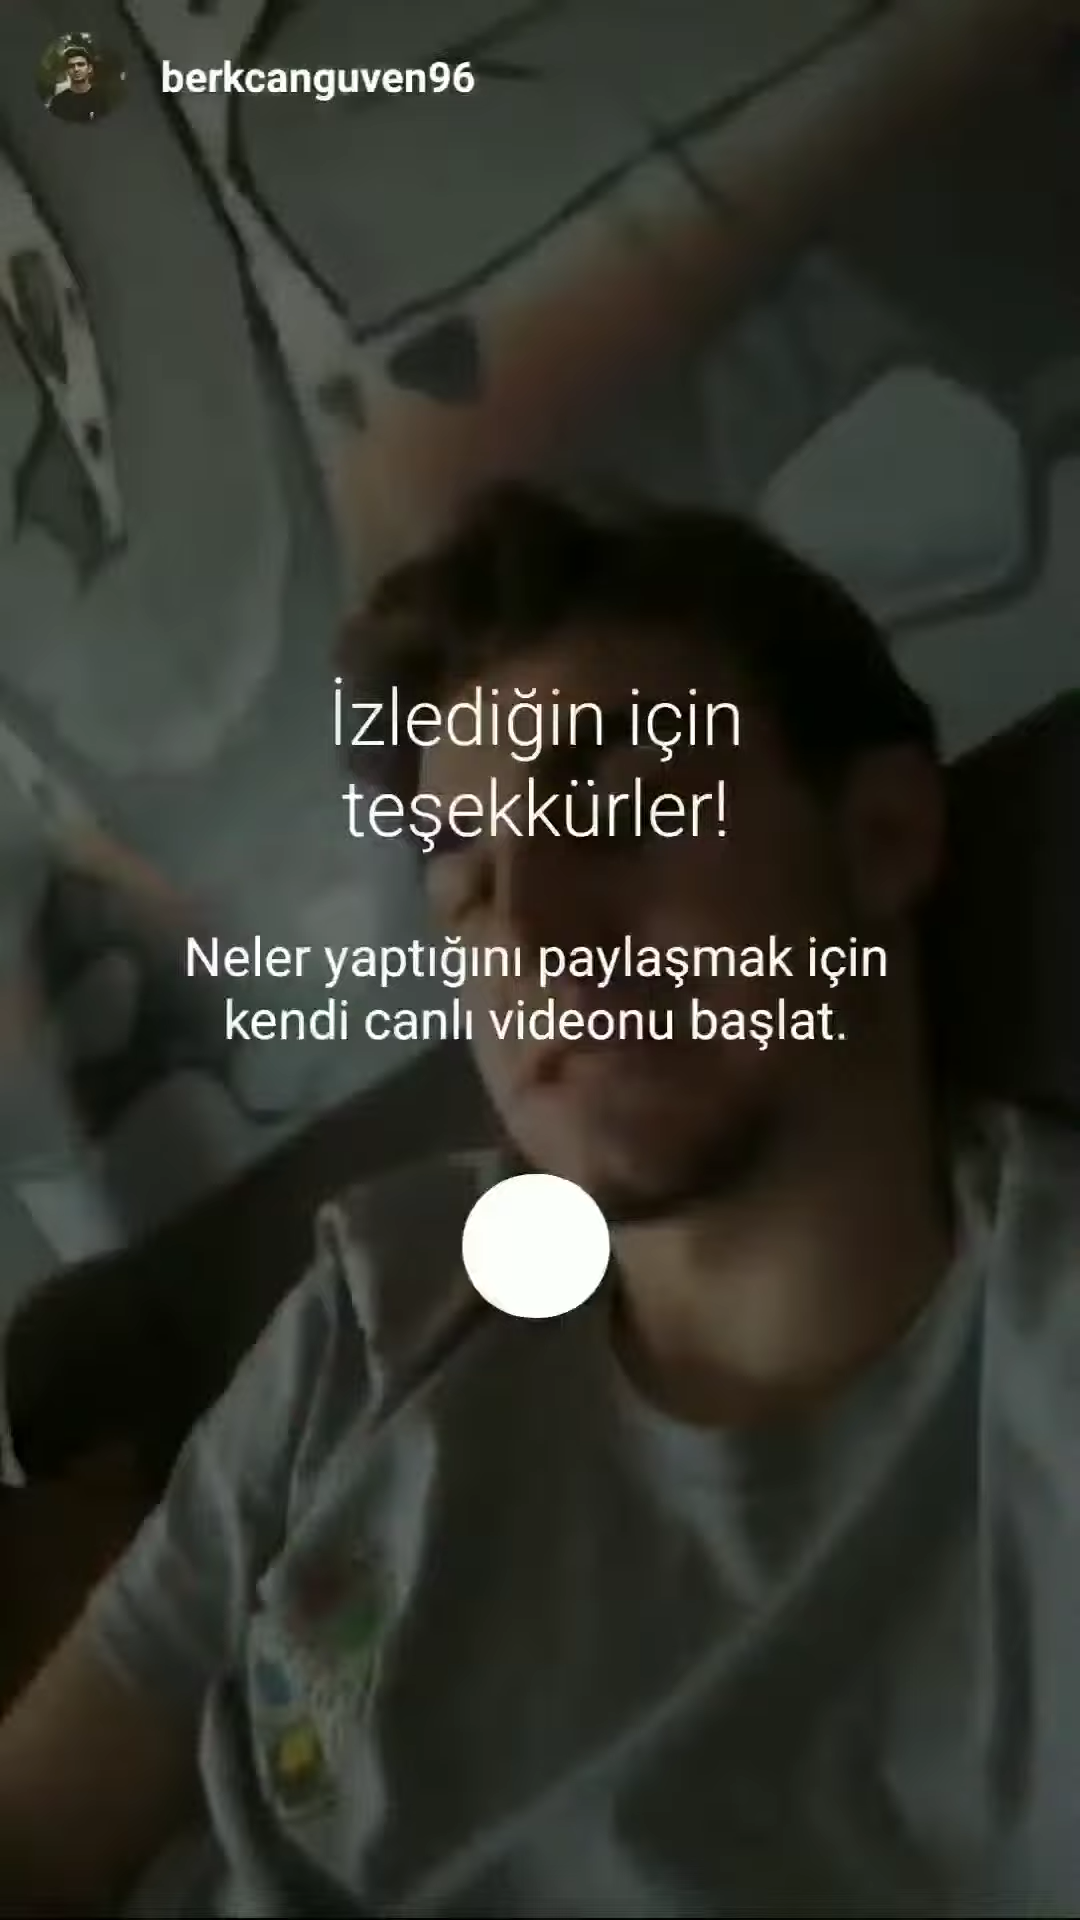 berkcanguven96
İzlediğin için
teşekkürler!
Neler yaptığını paylaşmak için
kendi canlı videonu başlat.